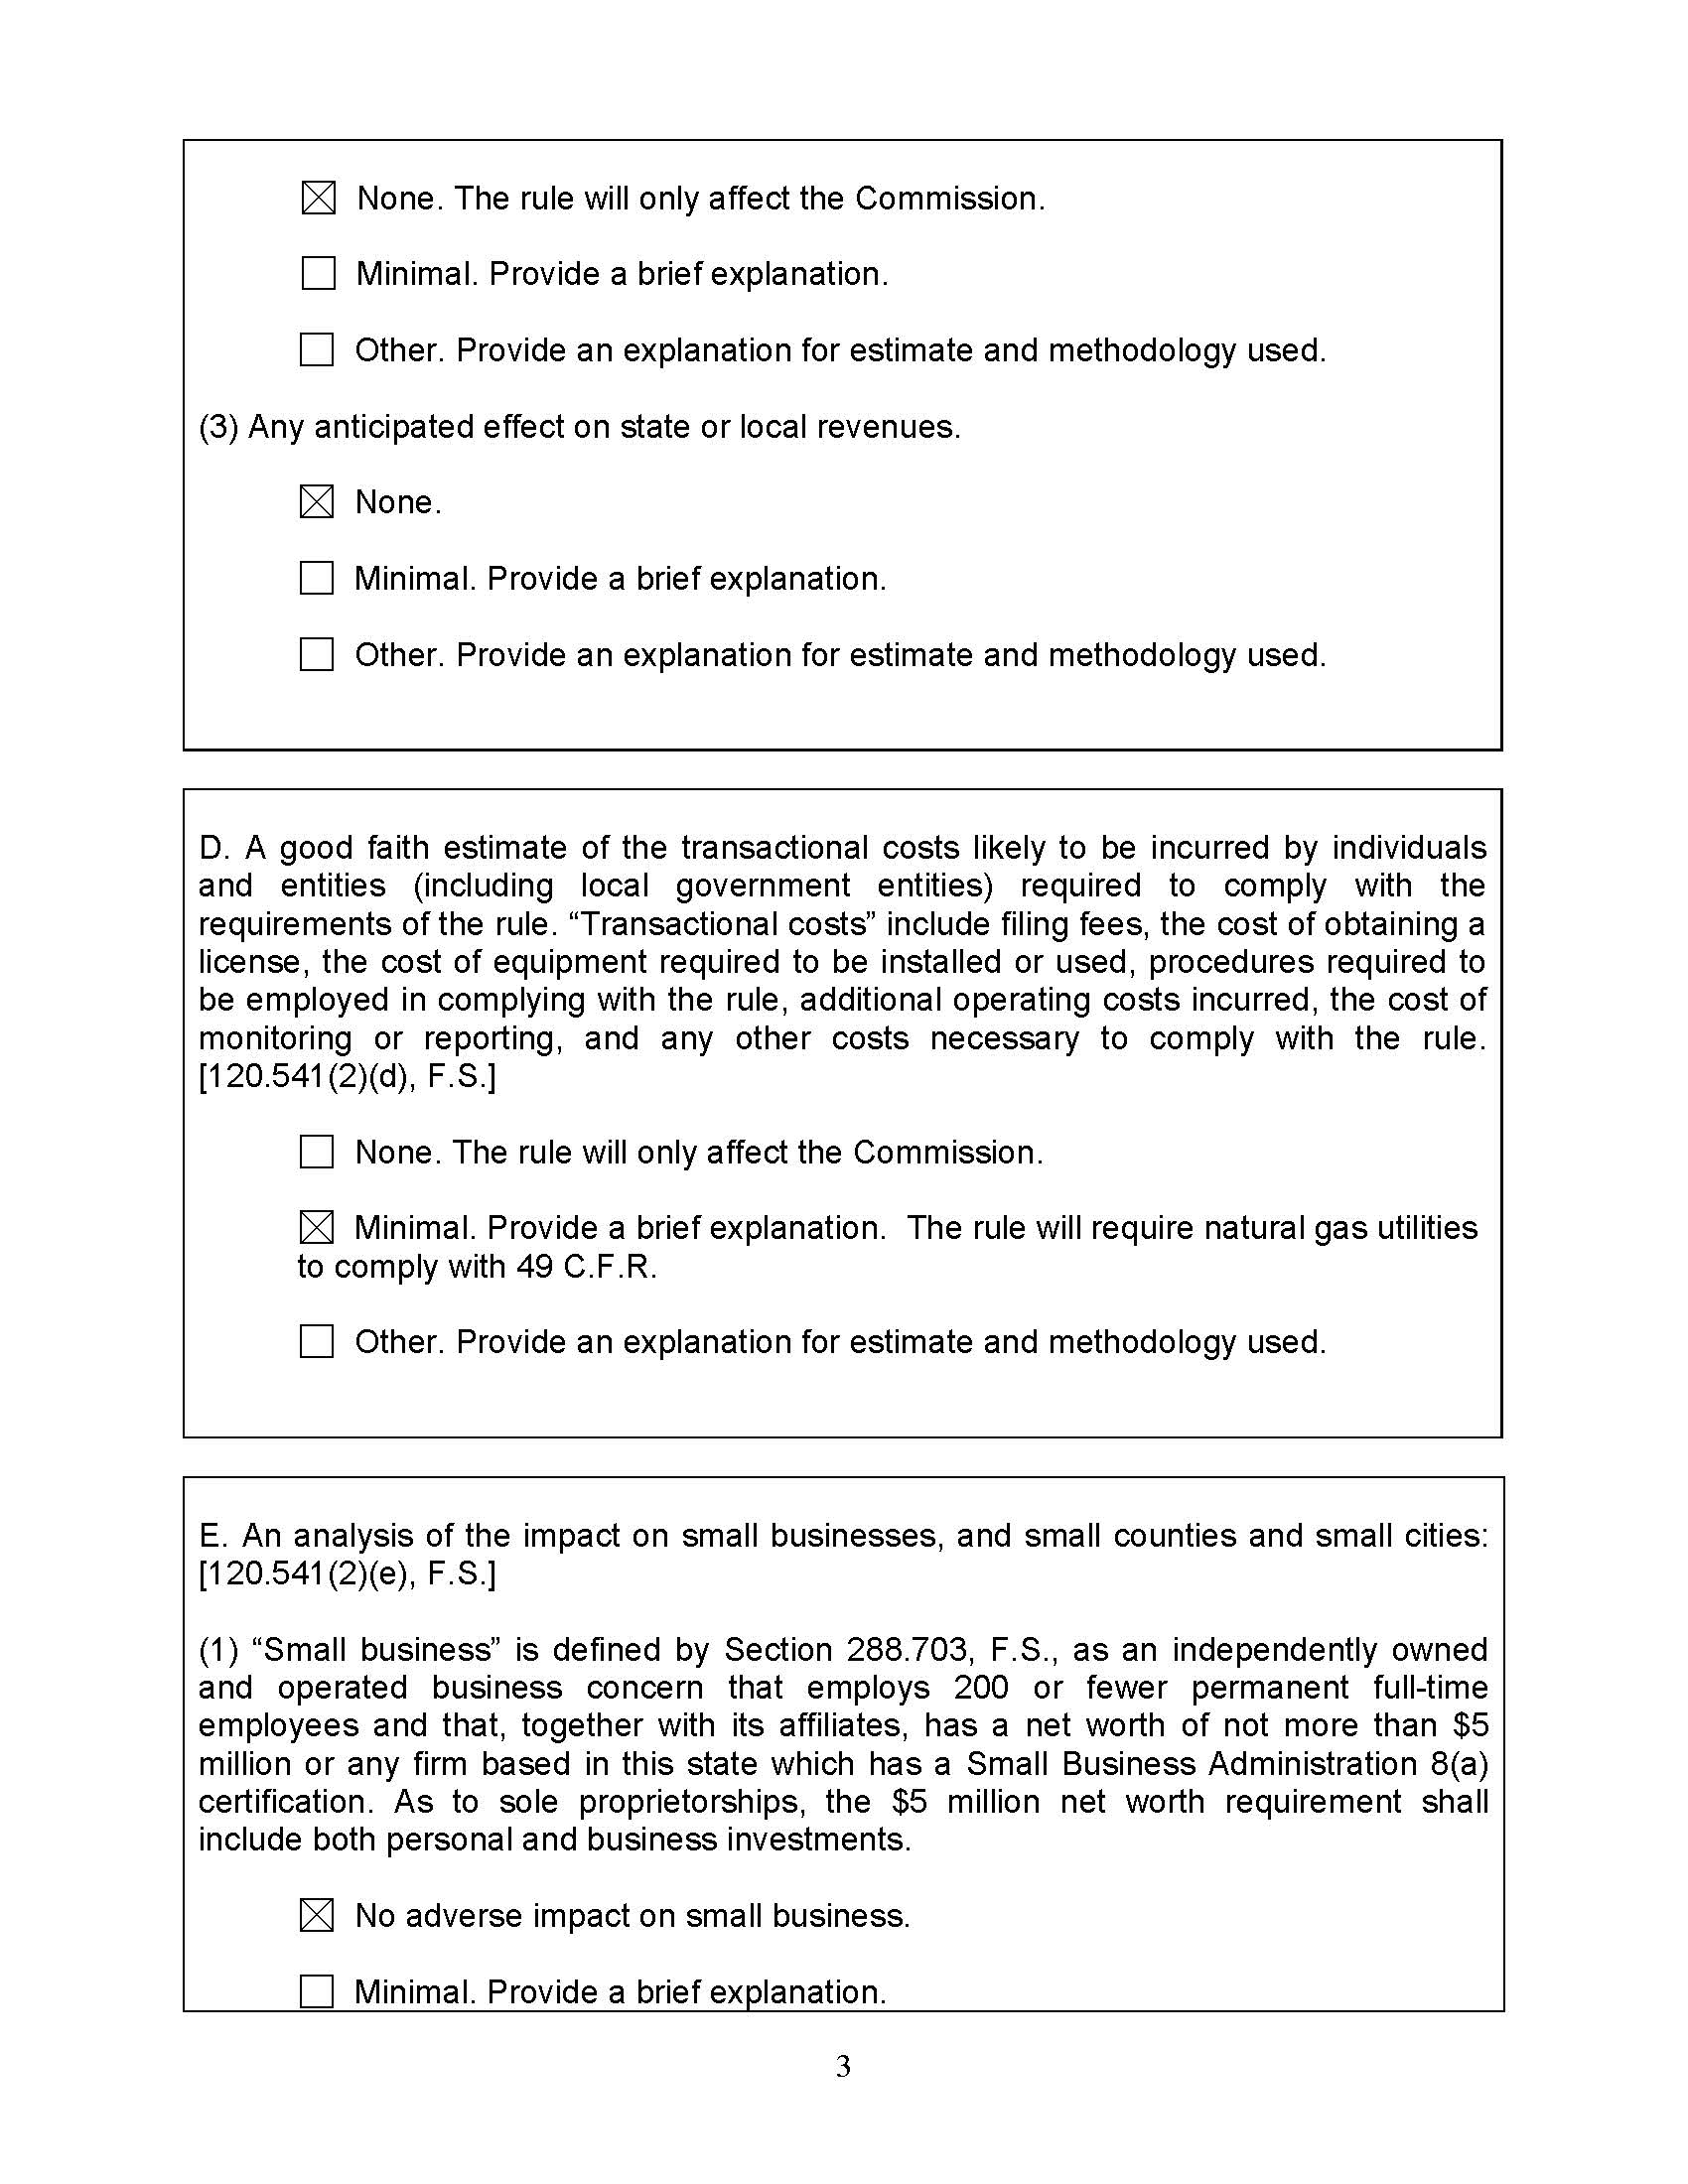 ☒ None. The rule will only affect the Commission.
☐ Minimal. Provide a brief explanation.
☐ Other. Provide an explanation for estimate and methodology used.
(3) Any anticipated effect on state or local revenues.
☒ None.
☐ Minimal. Provide a brief explanation.
☐ Other. Provide an explanation for estimate and methodology used.
D. A good faith estimate of the transactional costs likely to be incurred by individuals
and entities (including local government entities) required to comply with the
requirements of the rule. “Transactional costs” include filing fees, the cost of obtaining a
license, the cost of equipment required to be installed or used, procedures required to
be employed in complying with the rule, additional operating costs incurred, the cost of
monitoring or reporting, and any other costs necessary to comply with the rule.
[120.541(2)(d), F.S.]
☐ None. The rule will only affect the Commission.
☒ Minimal. Provide a brief explanation.  The rule will require natural gas utilities
to comply with 49 C.F.R.
☐ Other. Provide an explanation for estimate and methodology used.
E. An analysis of the impact on small businesses, and small counties and small cities:
[120.541(2)(e), F.S.]
(1) “Small business” is defined by Section 288.703, F.S., as an independently owned
and operated business concern that employs 200 or fewer permanent full-time
employees and that, together with its affiliates, has a net worth of not more than $5
million or any firm based in this state which has a Small Business Administration 8(a)
certification. As to sole proprietorships, the $5 million net worth requirement shall
include both personal and business investments.
☒ No adverse impact on small business.
☐ Minimal. Provide a brief explanation.
3